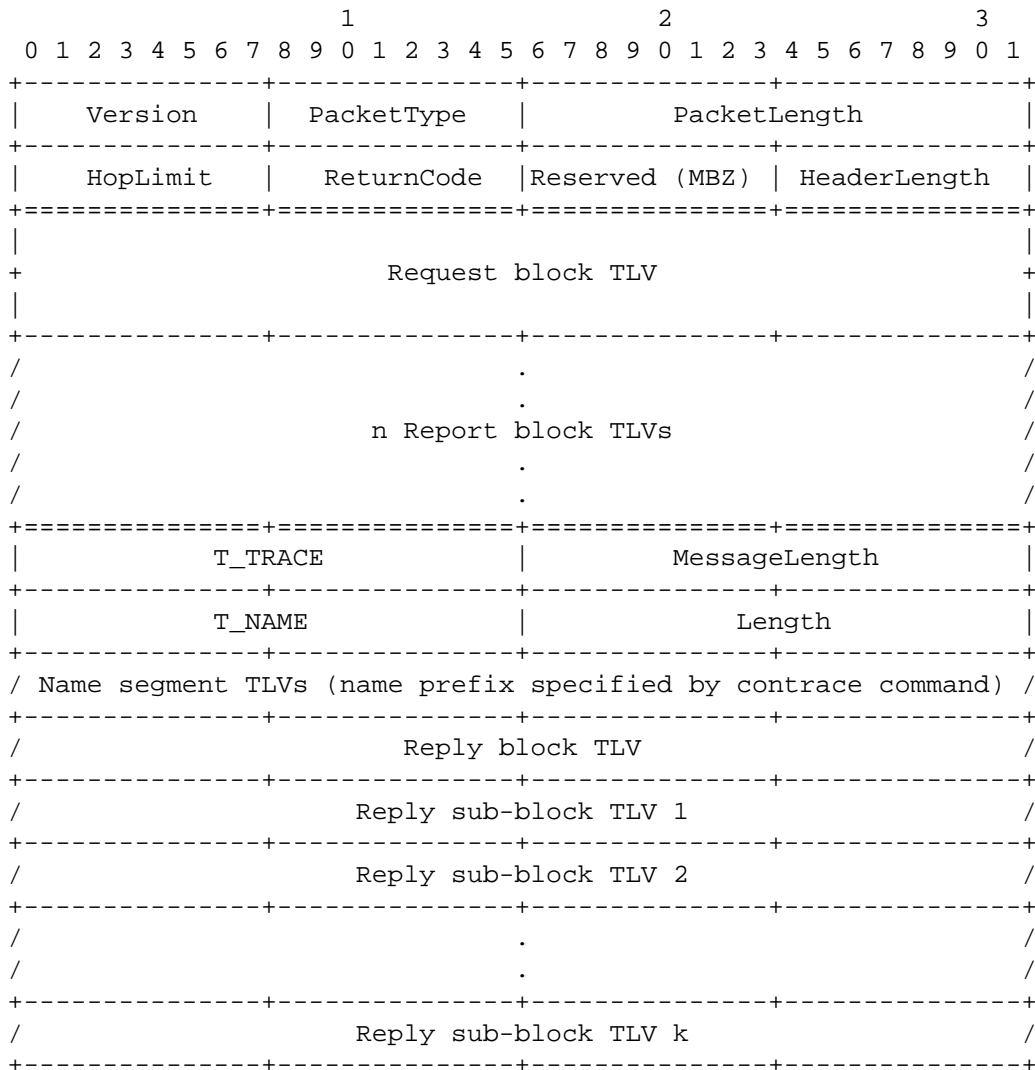 1                   2                   3
 0 1 2 3 4 5 6 7 8 9 0 1 2 3 4 5 6 7 8 9 0 1 2 3 4 5 6 7 8 9 0 1
+---------------+---------------+---------------+---------------+
|    Version    |  PacketType   |         PacketLength          |
+---------------+---------------+---------------+---------------+
|    HopLimit   |   ReturnCode  |Reserved (MBZ) | HeaderLength  |
+===============+===============+===============+===============+
|                                                               |
+                       Request block TLV                       +
|                                                               |
+---------------+---------------+---------------+---------------+
/                               .                               /
/                               .                               /
/                      n Report block TLVs                      /
/                               .                               /
/                               .                               /
+===============+===============+===============+===============+
|            T_TRACE            |         MessageLength         |
+---------------+---------------+---------------+---------------+
|            T_NAME             |             Length            |
+---------------+---------------+---------------+---------------+
/ Name segment TLVs (name prefix specified by contrace command) /
+---------------+---------------+---------------+---------------+
/                        Reply block TLV                        /
+---------------+---------------+---------------+---------------+
/                     Reply sub-block TLV 1                     /
+---------------+---------------+---------------+---------------+
/                     Reply sub-block TLV 2                     /
+---------------+---------------+---------------+---------------+
/                               .                               /
/                               .                               /
+---------------+---------------+---------------+---------------+
/                     Reply sub-block TLV k                     /
+---------------+---------------+---------------+---------------+